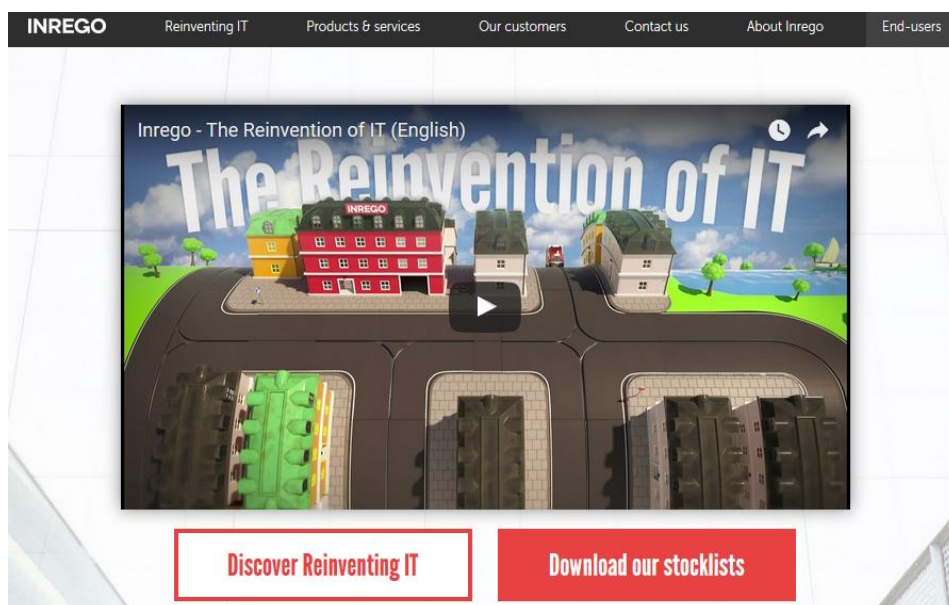 INREGO Reinventing IT Products & services Our customers Contact us About Inrego End-users
Inrego - The Reinvention of IT (English)
The Reinvention of IT
INREGO
Discover Reinventing IT Download our stocklists